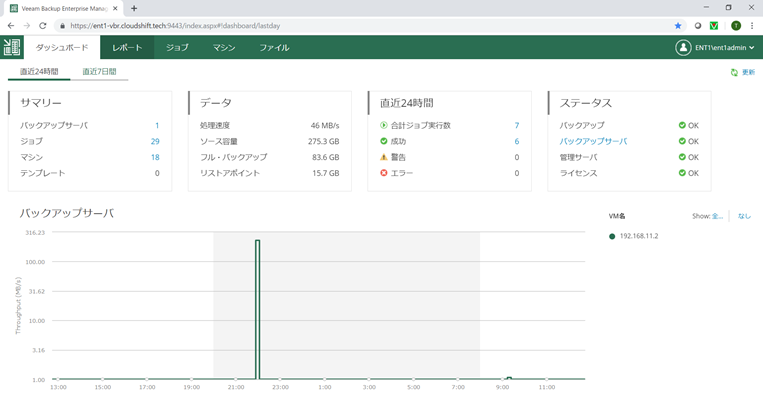 Veeam Backup Enterprise Manag
https://ent1-vbr.cloudshift.tech:9443/index.aspx#!dashboard/lastday
T
ダッシュボード レポート ジョブ マシン ファイル ENT1\ent1admin
直近24時間 直近7日間 更新
サマリー
バックアップサーバ 1
ジョブ 29
マシン 18
テンプレート 0
データ
処理速度 46 MB/s
ソース容量 275.3 GB
フル・バックアップ 83.6 GB
リストアポイント 15.7 GB
直近24時間
合計ジョブ実行数 7
成功 6
警告 0
エラー 0
ステータス
バックアップ OK
バックアップサーバ OK
管理サーバ OK
ライセンス OK
バックアップサーバ
316.23
100.00
31.62
10.00
3.16
1.00
Throughput (MB/s)
13:00 15:00 17:00 19:00 21:00 23:00 1:00 3:00 5:00 7:00 9:00 11:00
VM名 Show: 全... なし
192.168.11.2